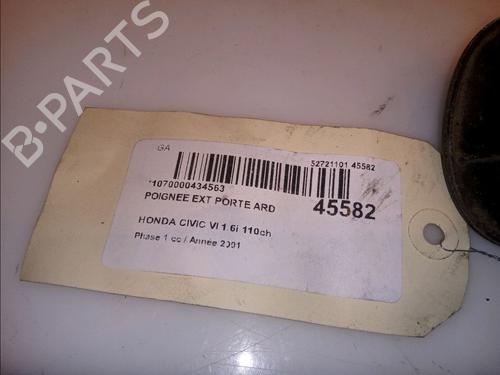 B-PARTS
GA
52721101 45582
*1070000434563
POIGNEE EXT PORTE ARD
45582
HONDA CIVIC VI 1.6i 110ch
Phase 1 cc / Année 2001